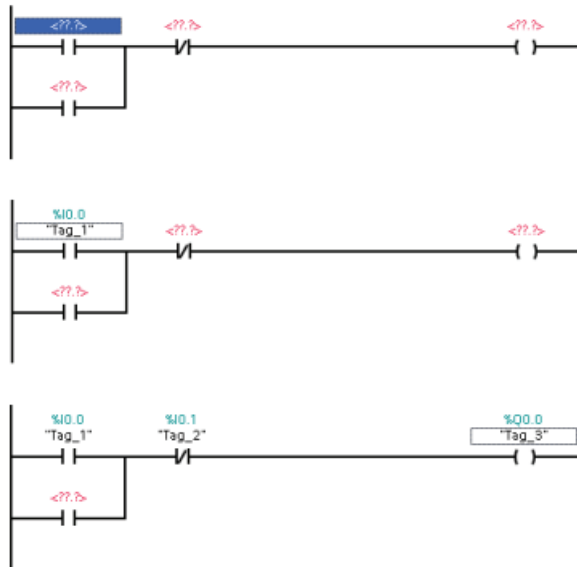 <??.?> <??.?> <??.?>
<??.?>
%I0.0
"Tag_1" <??.?> <??.?>
<??.?>
%I0.0 %I0.1 %Q0.0
"Tag_1" "Tag_2" "Tag_3"
<??.?>